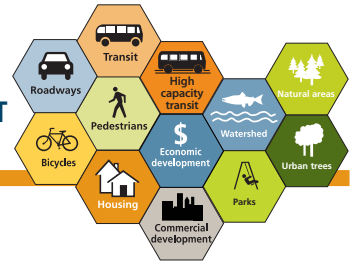 Transit
Roadways
High
capacity
transit
Natural areas
T
Pedestrians
Watershed
Bicycles
$
Economic
development
Urban trees
Housing
Parks
Commercial
development